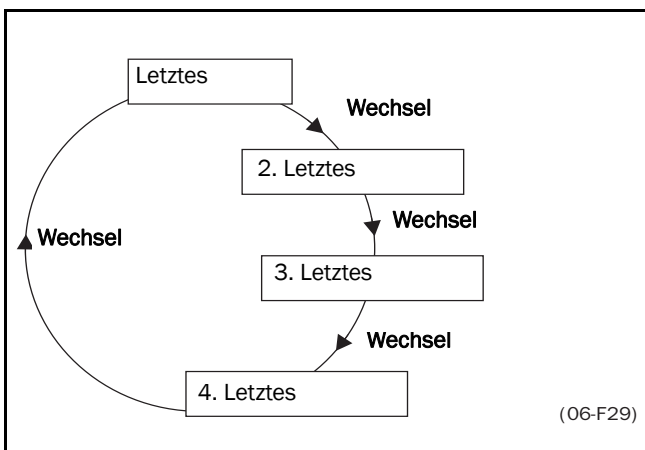 Letztes
Wechsel
2. Letztes
Wechsel
Wechsel
3. Letztes
Wechsel
4. Letztes
(06-F29)